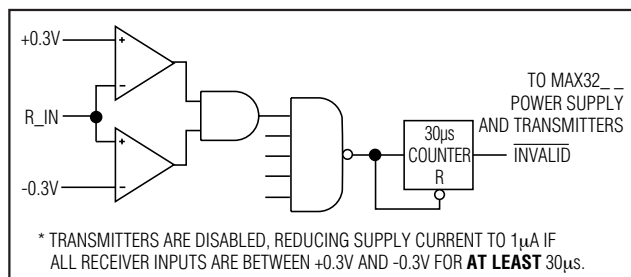 +0.3V
R_IN
-0.3V
30µs
COUNTER
R
TO MAX32_ _
POWER SUPPLY
AND TRANSMITTERS
INVALID
* TRANSMITTERS ARE DISABLED, REDUCING SUPPLY CURRENT TO 1µA IF
ALL RECEIVER INPUTS ARE BETWEEN +0.3V AND -0.3V FOR AT LEAST 30µs.